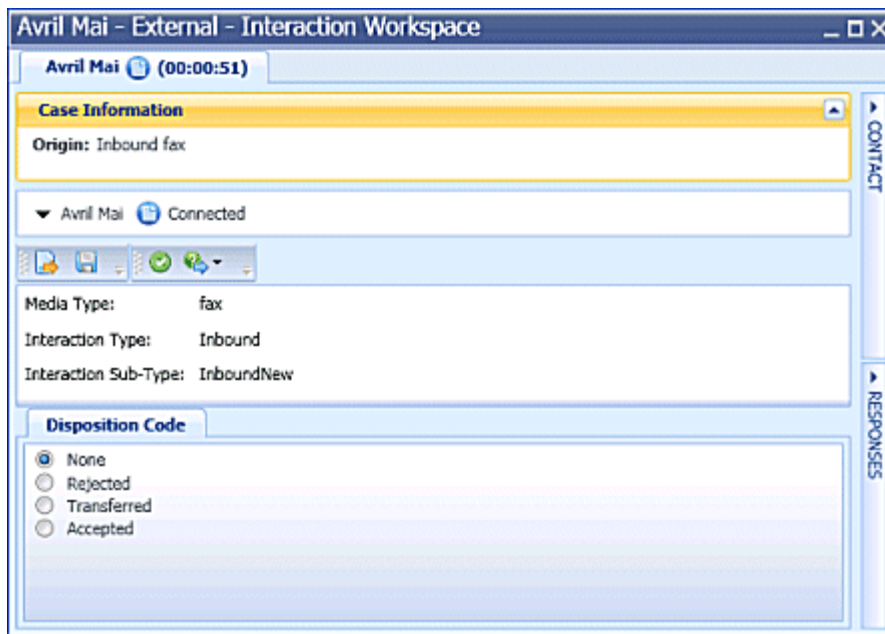 Avril Mai - External - Interaction Workspace
Avril Mai (00:00:51)
Case Information
Origin: Inbound fax
Avril Mai Connected
Media Type: fax
Interaction Type: Inbound
Interaction Sub-Type: InboundNew
Disposition Code
None
Rejected
Transferred
Accepted
CONTACT
RESPONSES